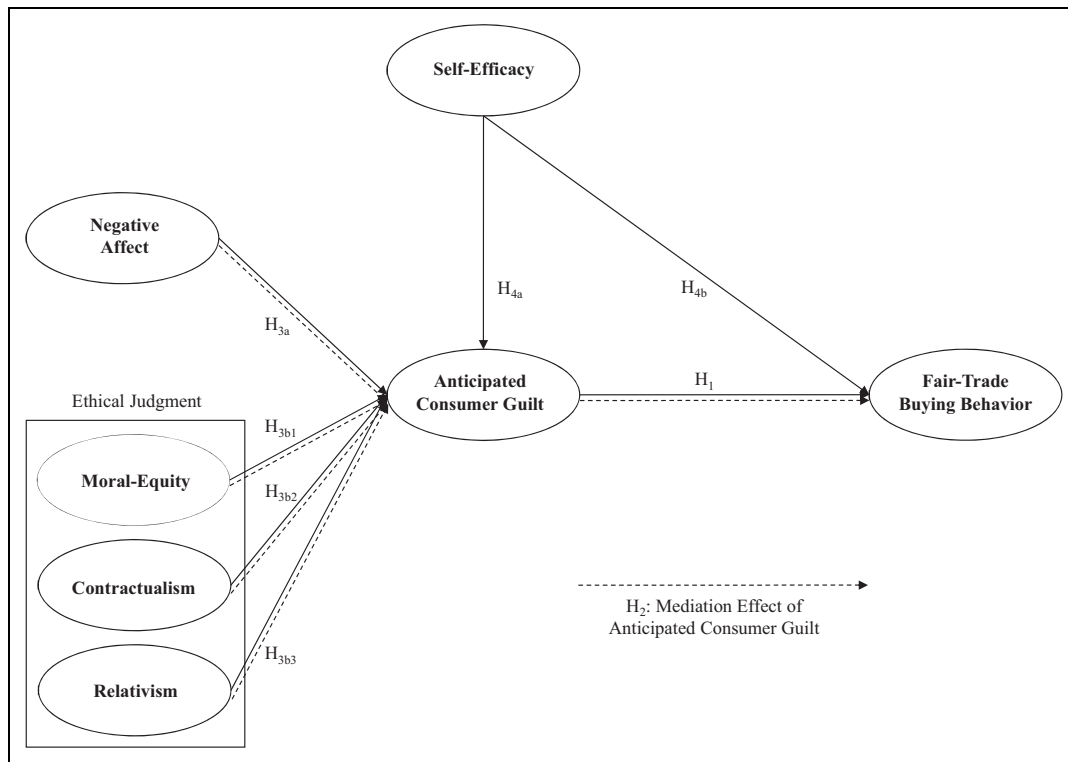 Self-Efficacy
Negative
Affect
H3a
H4a
H4b
Anticipated
Consumer Guilt
H1
Fair-Trade
Buying Behavior
Ethical Judgment
H3b1
Moral-Equity
H3b2
Contractualism
H3b3
Relativism
H2: Mediation Effect of
Anticipated Consumer Guilt